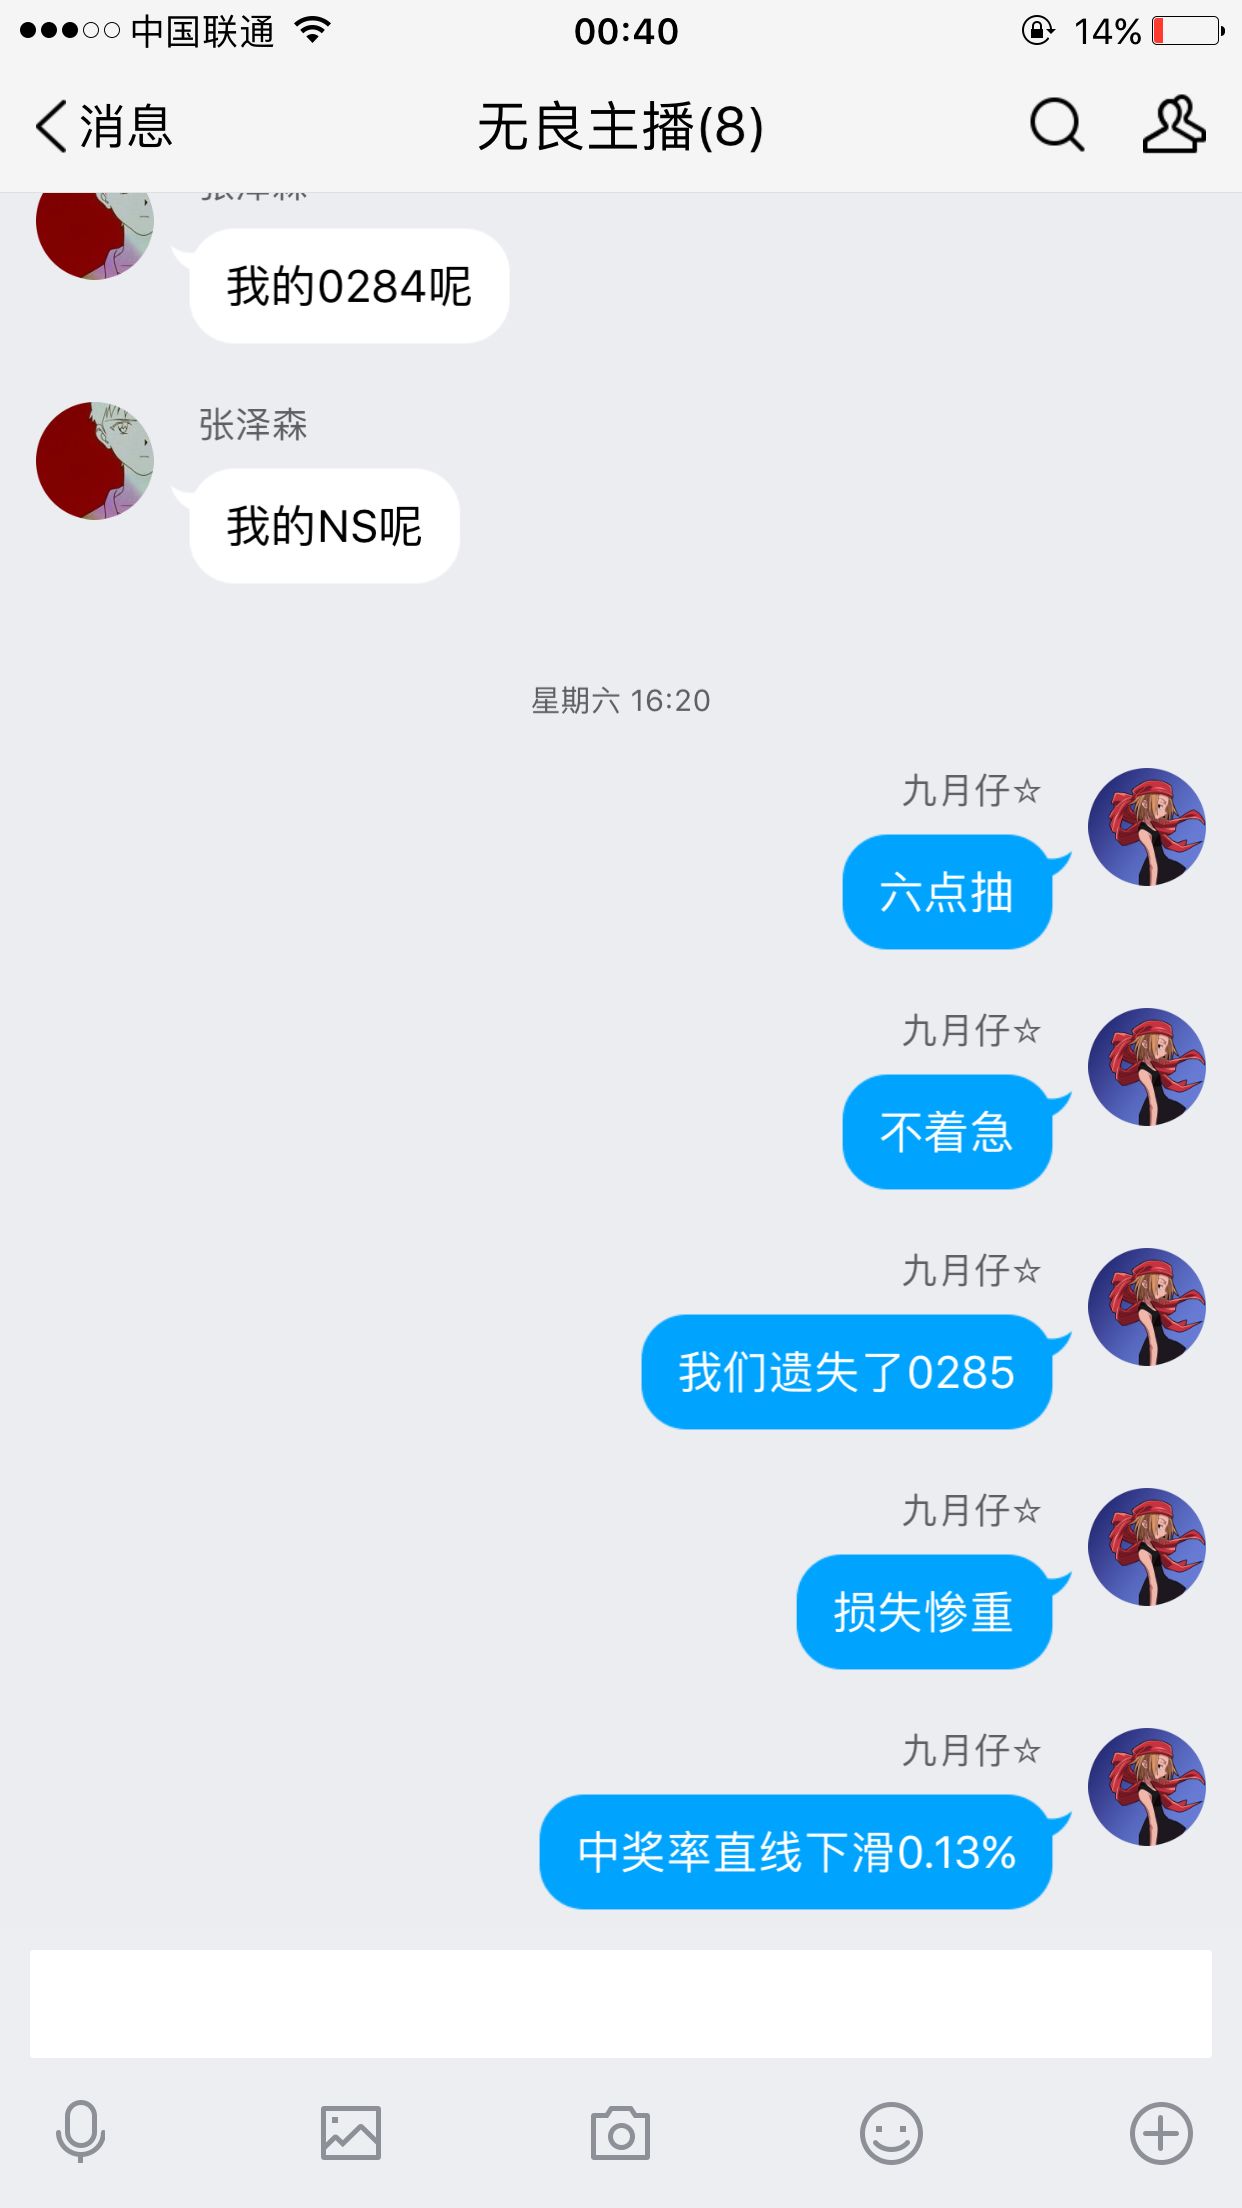 中国联通 00:40 14%
消息 无良主播(8)
张泽森
我的0284呢
张泽森
我的NS呢
星期六 16:20
九月仔☆
六点抽
九月仔☆
不着急
九月仔☆
我们遗失了0285
九月仔☆
损失惨重
九月仔☆
中奖率直线下滑0.13%